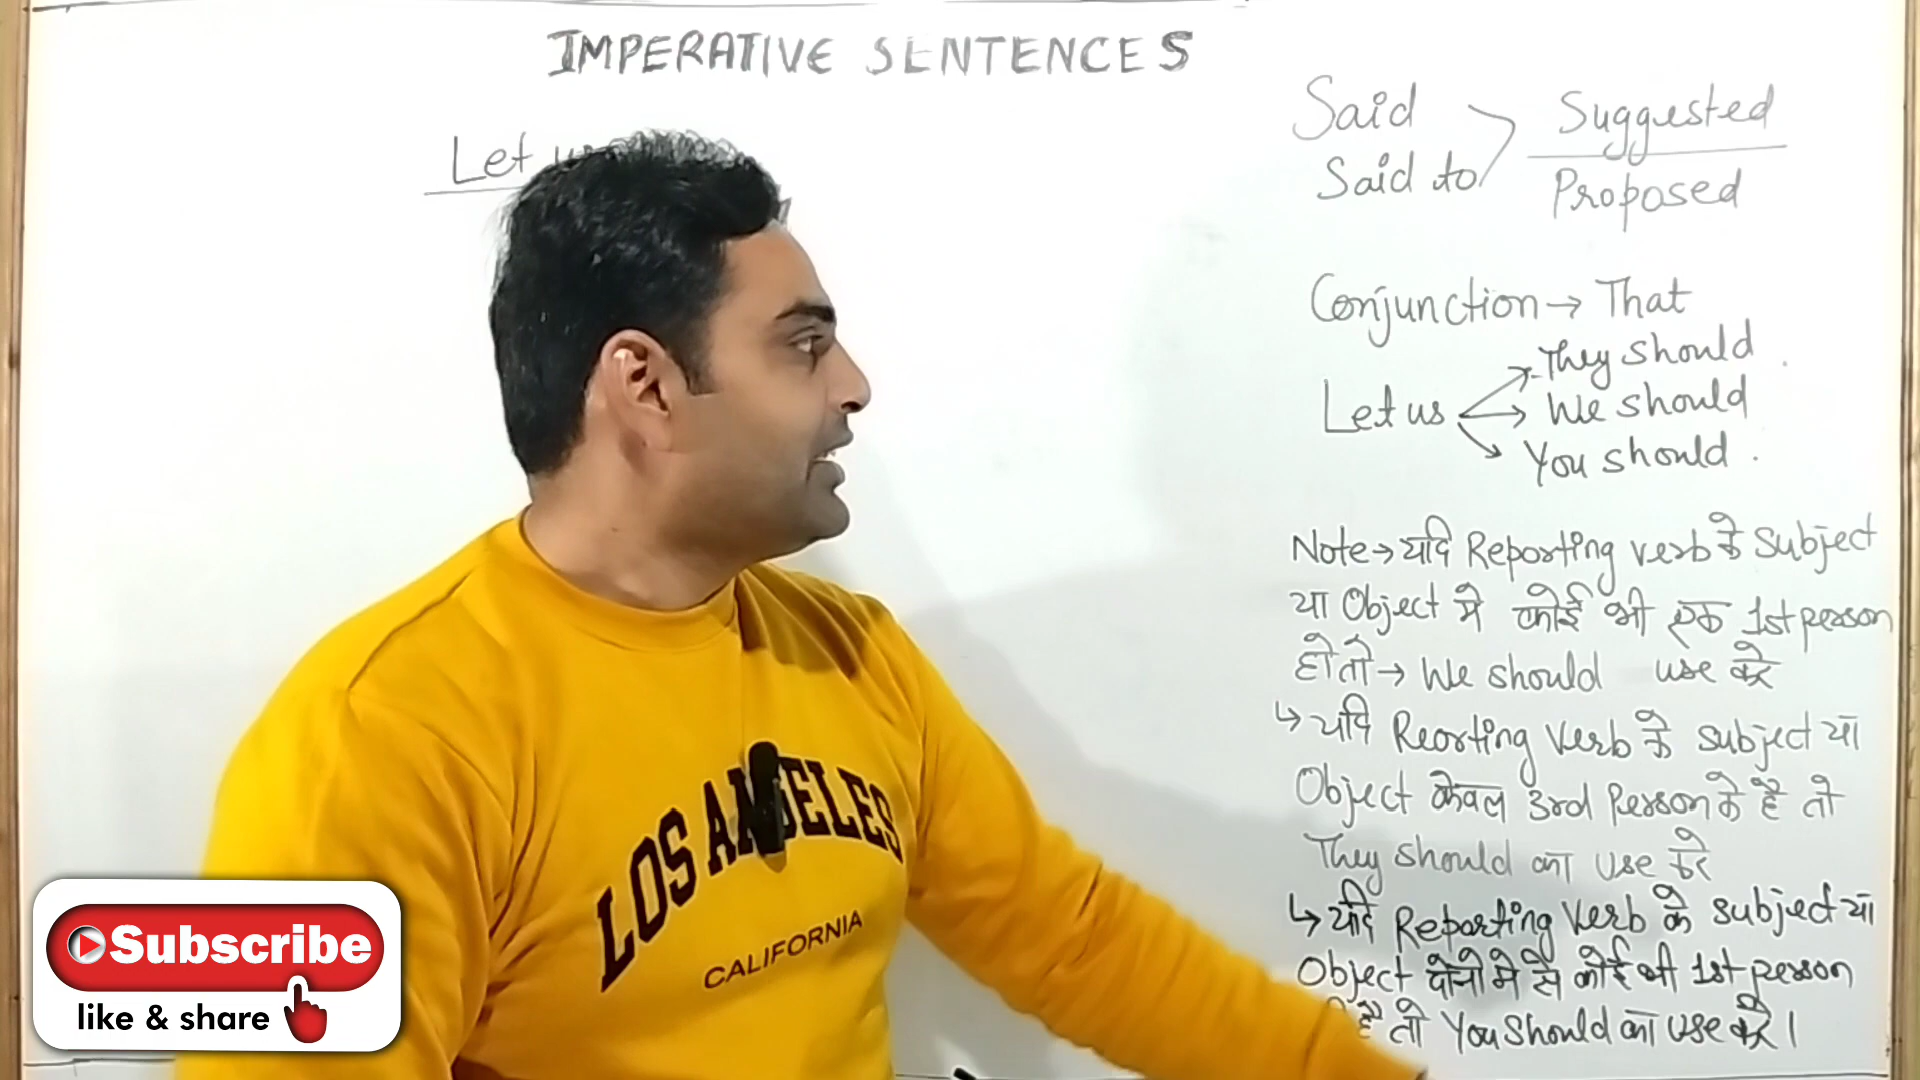 IMPERATIVE SENTENCES
Let us
Said
Said to
Suggested
Proposed
Conjunction → That
Let us
They should
We should
You should.
Note → यदि Reporting verb के Subject
या Object मे कोई भी एक 1st person
हो तो → We should use करे
↳ यदि Reorting Verb के subject या
Object केवल 3rd Person के है तो
They should का use करे
↳ यदि Reporting Verb के subject या
Object दोनो मे से कोई भी 1st person
है तो You should का use करे।
LOS ANGELES
CALIFORNIA
Subscribe
like & share